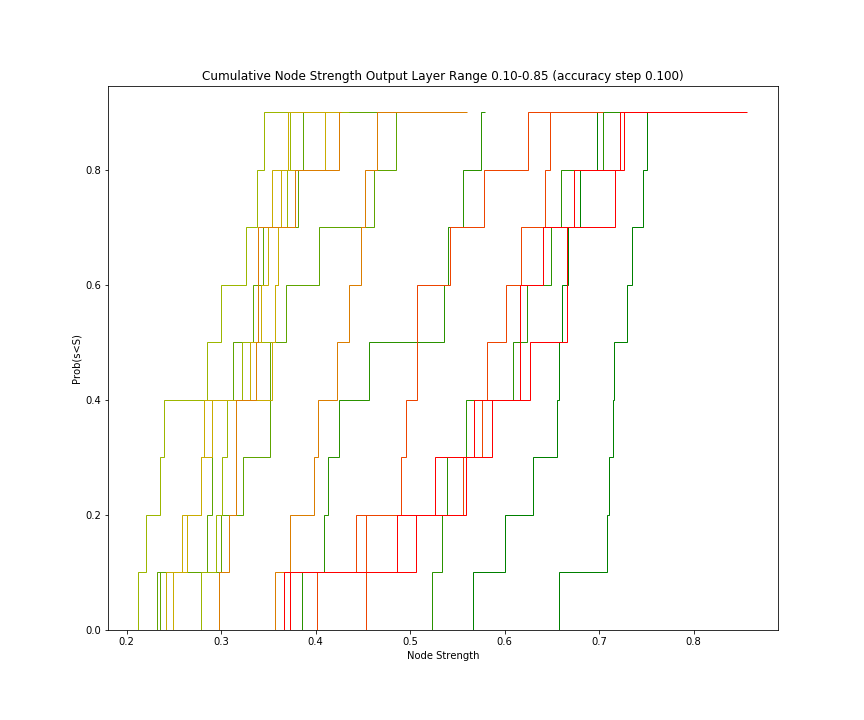 Cumulative Node Strength Output Layer Range 0.10-0.85 (accuracy step 0.100)
Prob(s<S)
0.8
0.6
0.4
0.2
0.0
0.2 0.3 0.4 0.5 0.6 0.7 0.8
Node Strength